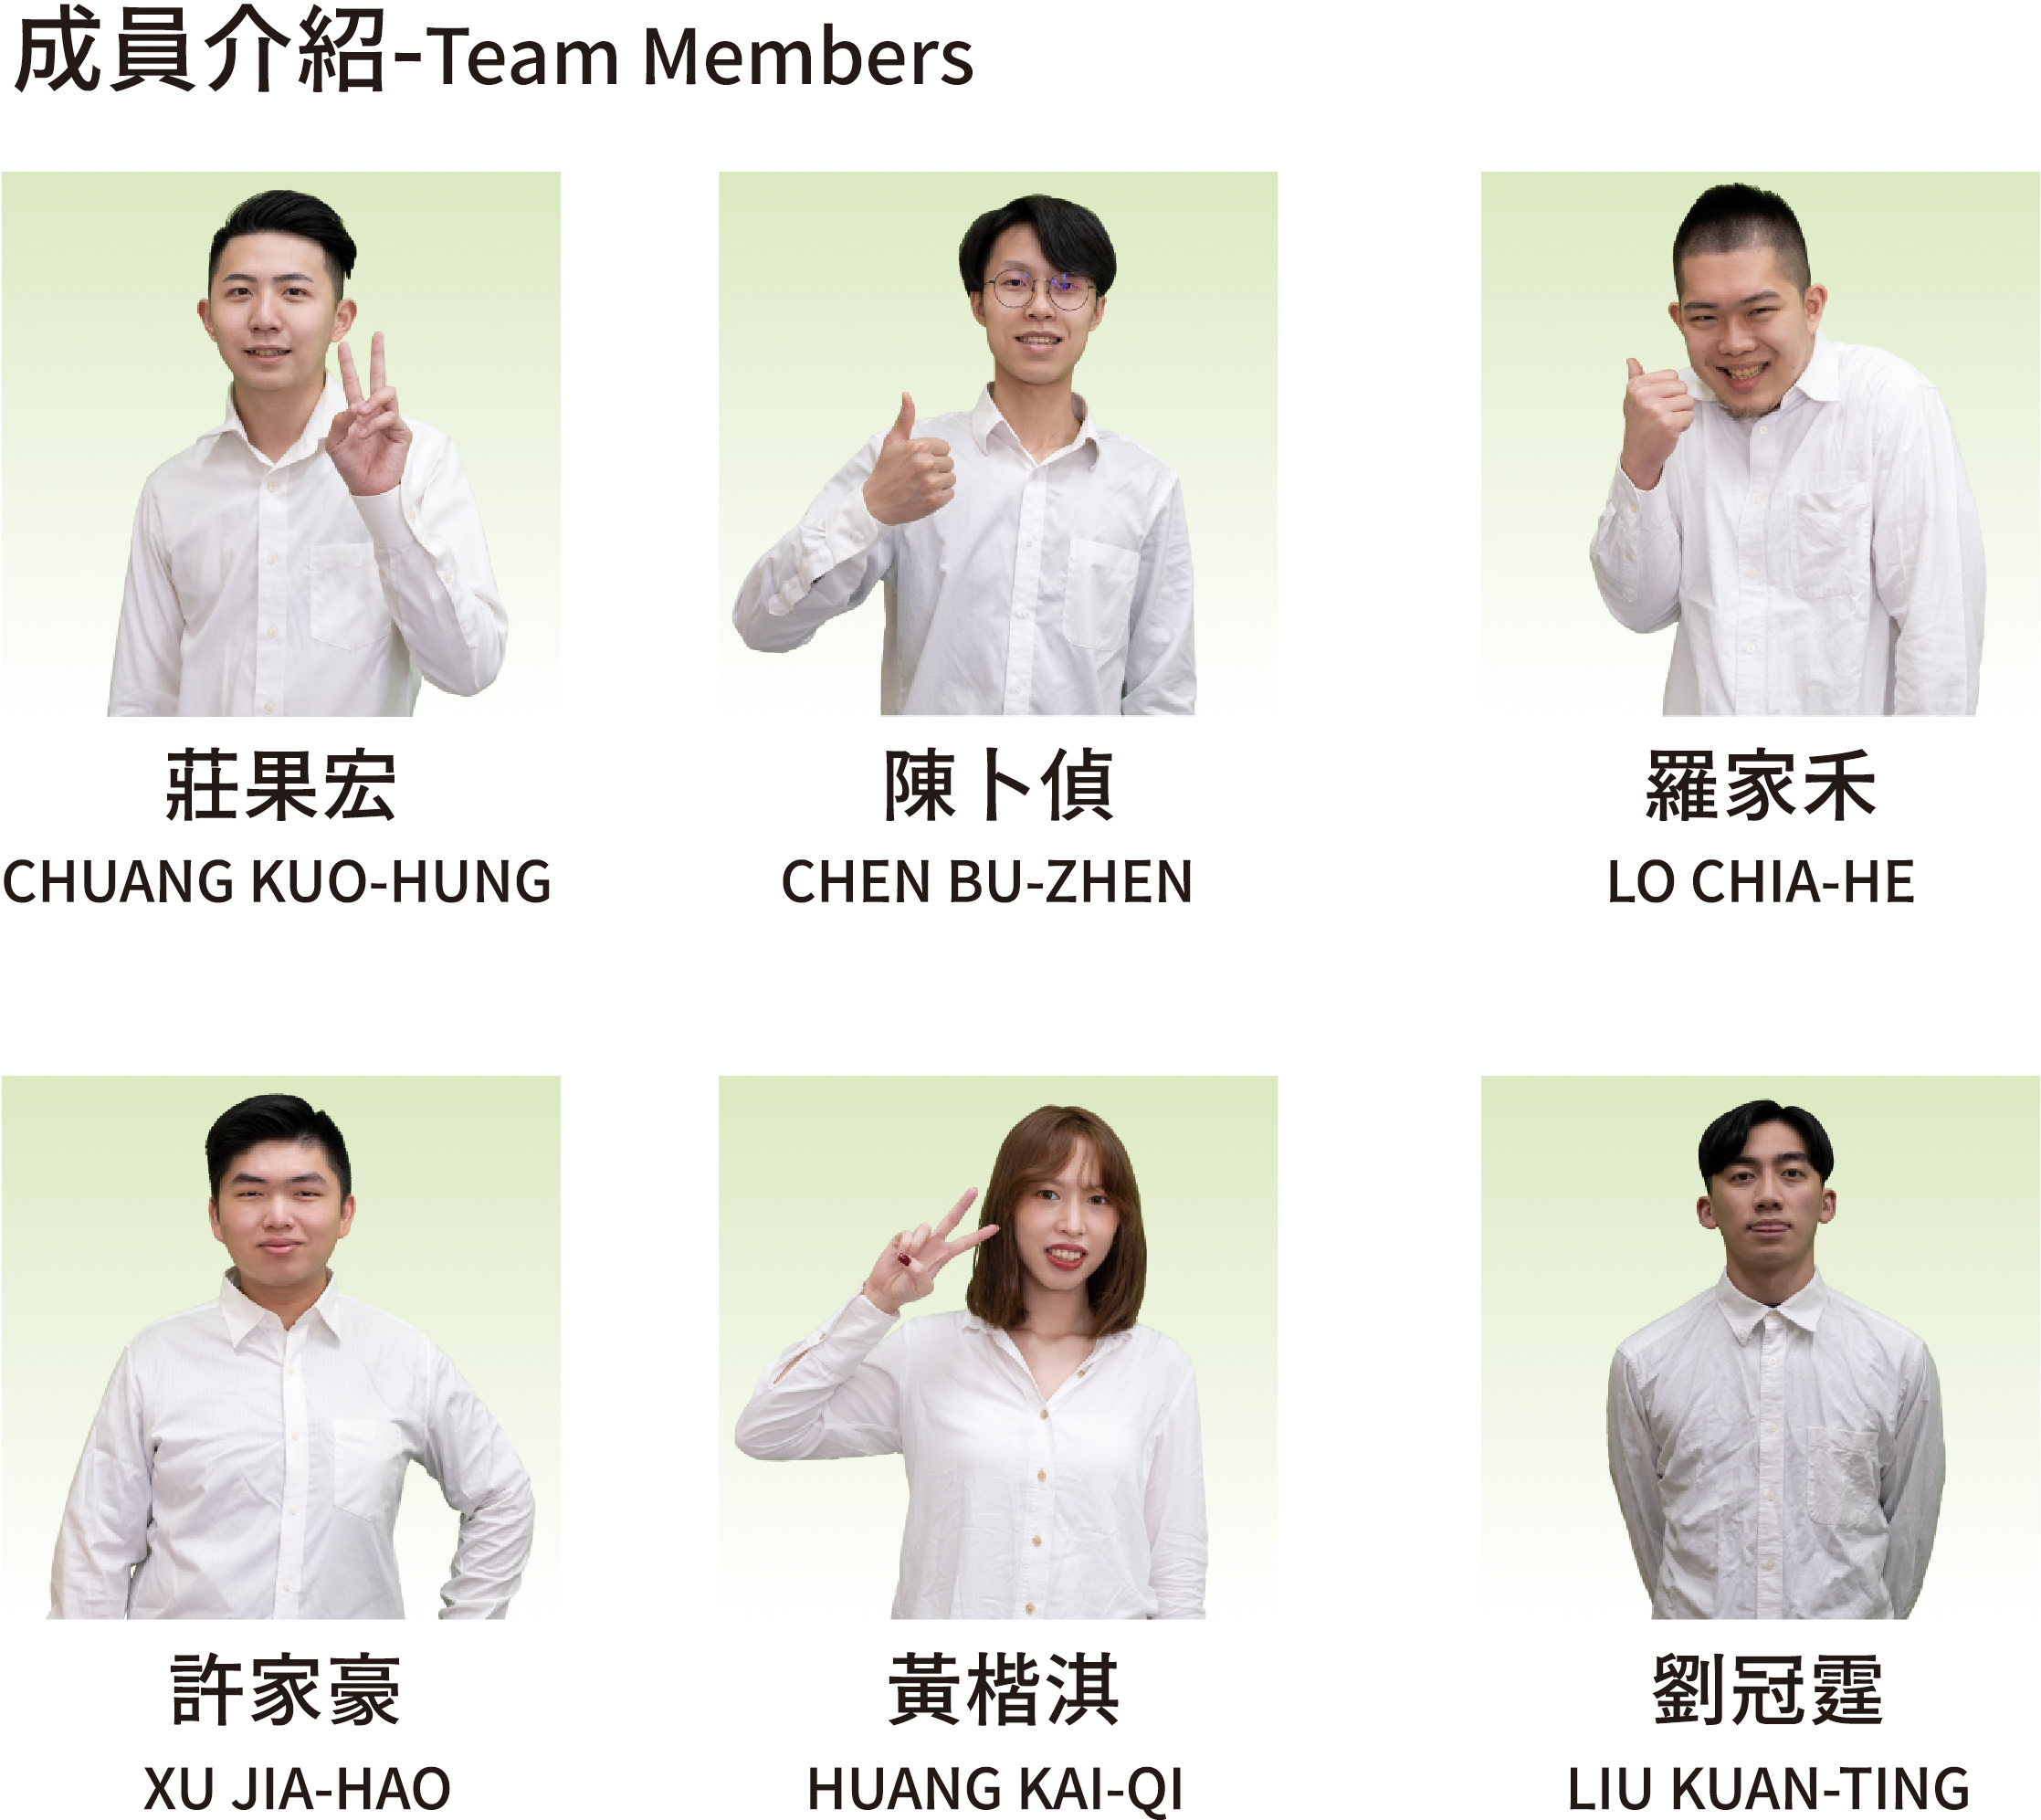 成員介紹-Team Members
莊果宏
CHUANG KUO-HUNG
陳卜偵
CHEN BU-ZHEN
羅家禾
LO CHIA-HE
許家豪
XU JIA-HAO
黃楷淇
HUANG KAI-QI
劉冠霆
LIU KUAN-TING